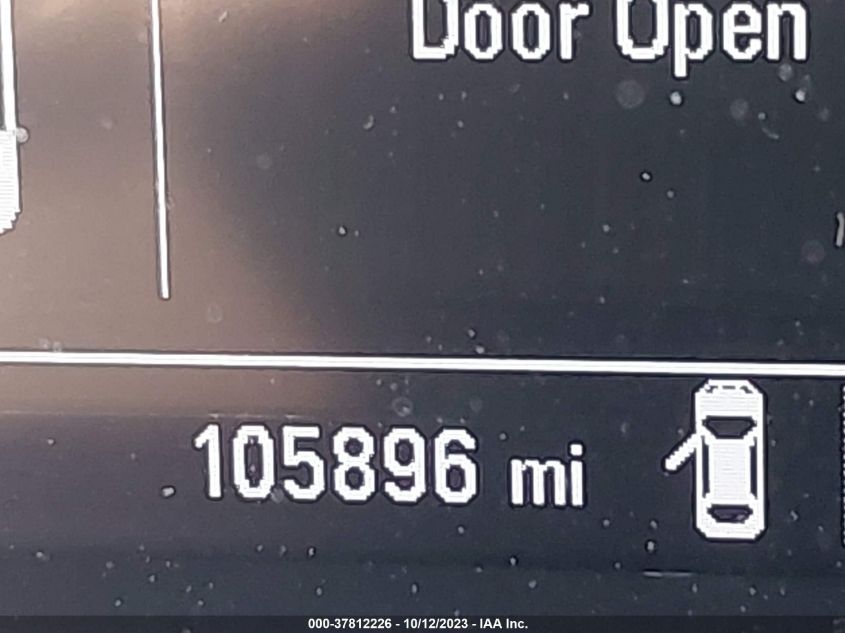 Door Open
105896 mi
000-37812226 - 10/12/2023 - IAA Inc.